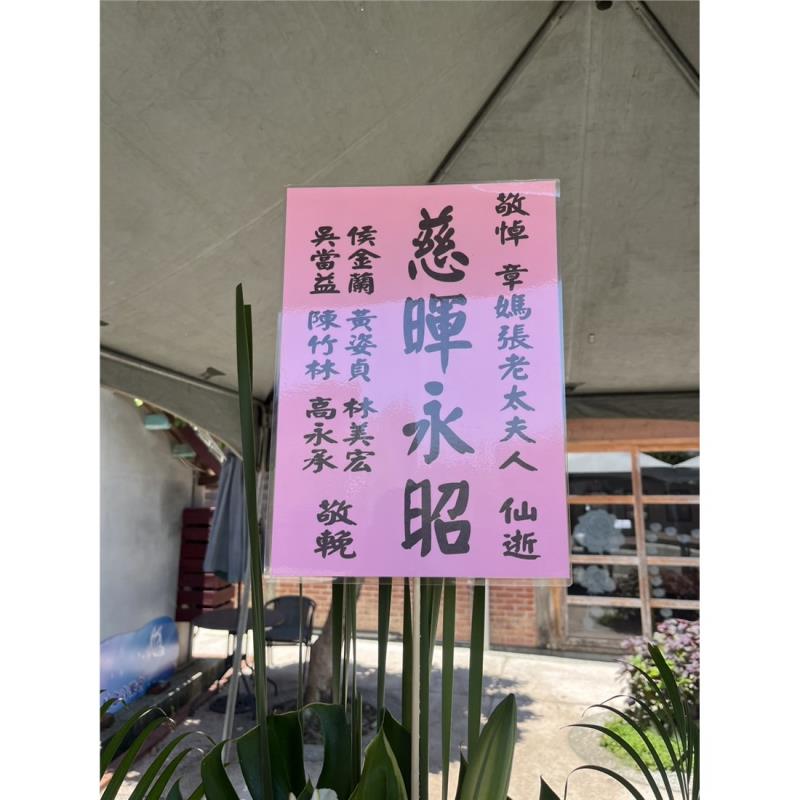 敬悼 章媽張老太夫人 仙逝
慈暉永昭
侯金蘭 黃姿貞 林美宏
吳當益 陳竹林 高永承
敬輓